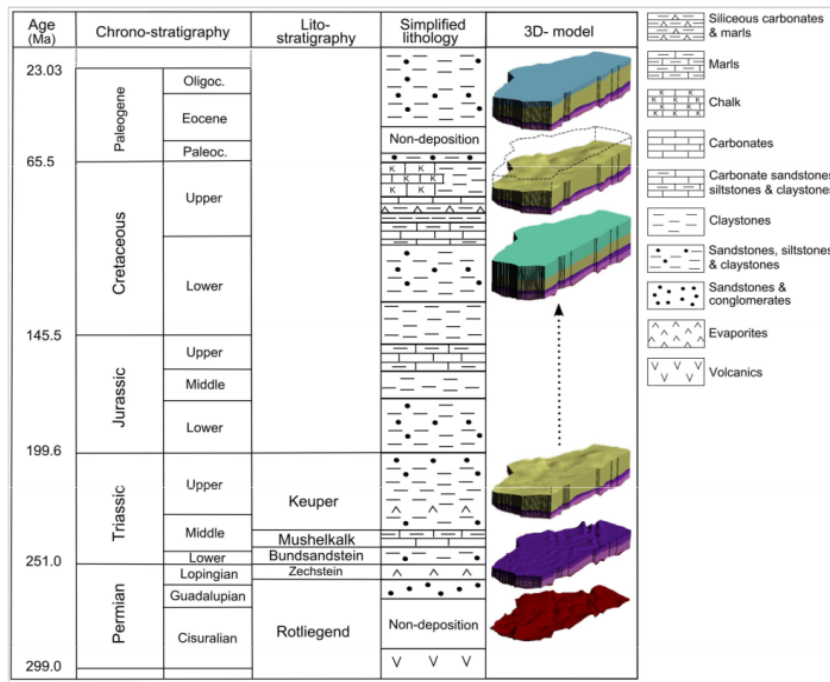 Age
(Ma)
Chrono-stratigraphy
Lito-
stratigraphy
Simplified
lithology
3D- model
23.03
Paleogene
Oligoc.
Eocene
Paleoc.
Non-deposition
65.5
Cretaceous
Upper
K K
K K K
K K
Lower
145.5
Jurassic
Upper
Middle
Lower
199.6
Triassic
Upper
Keuper
Middle
Mushelkalk
Lower
Bundsandstein
251.0
Permian
Lopingian
Zechstein
Guadalupian
Cisuralian
Rotliegend
Non-deposition
299.0
Siliceous carbonates
& marls
Marls
K K
K K K
K K
Chalk
Carbonates
Carbonate sandstones
siltstones & claystones
Claystones
Sandstones, siltstones
& claystones
Sandstones &
conglomerates
Evaporites
Volcanics